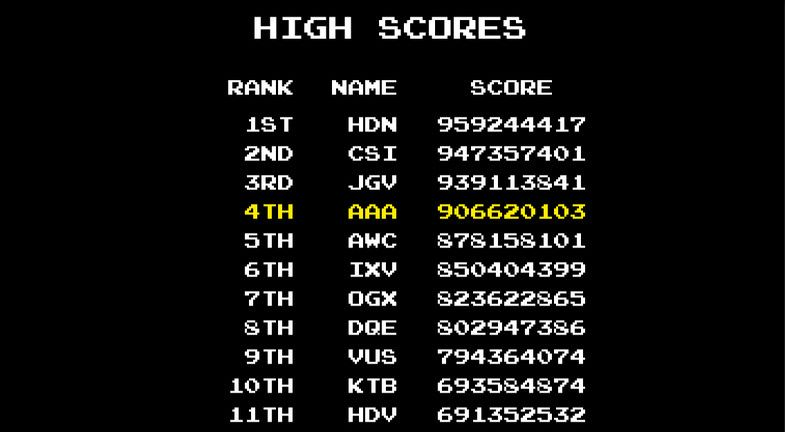 HIGH SCORES
RANK NAME SCORE
1ST HDN 959244417
2ND CSI 947357401
3RD JGV 939113841
4TH AAA 906620103
5TH AWC 878158101
6TH IXV 850404399
7TH OGX 823622865
8TH DQE 802947386
9TH VUS 794364074
10TH KTB 693584874
11TH HDV 691352532